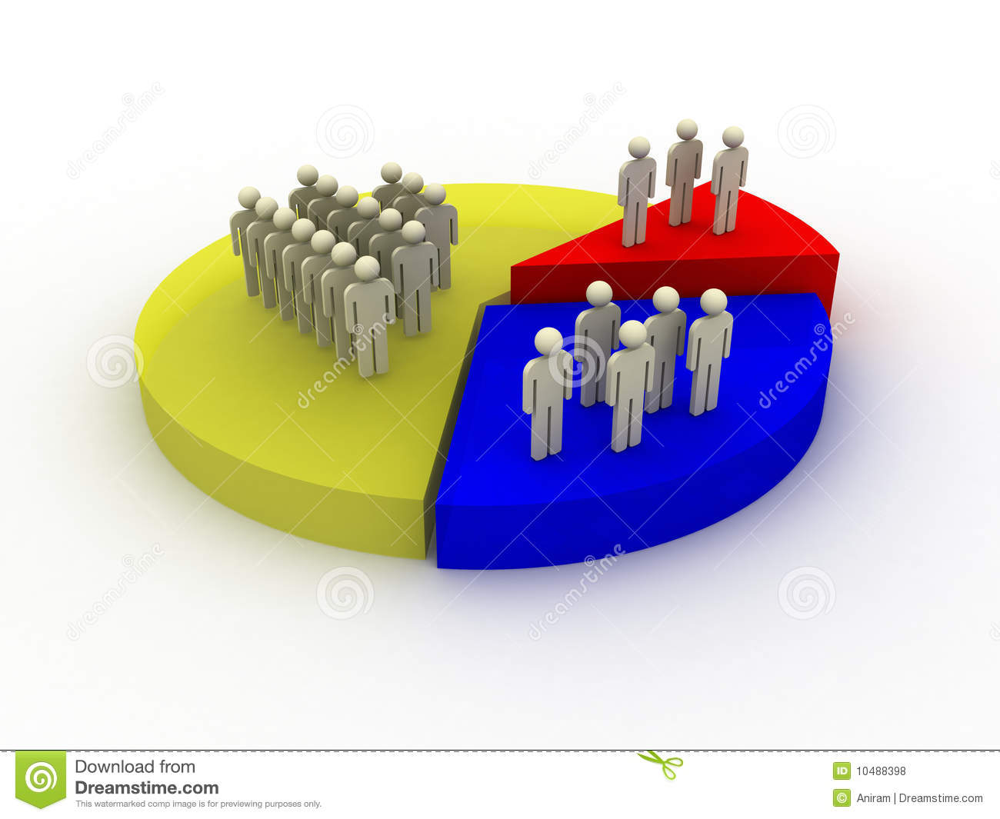 dreamstime
dreamstime
dreamstime
dreamstime
dreamstime
dreamstime
Download from
Dreamstime.com
This watermarked comp image is for previewing purposes only.
ID 10488398
© Aniram | Dreamstime.com